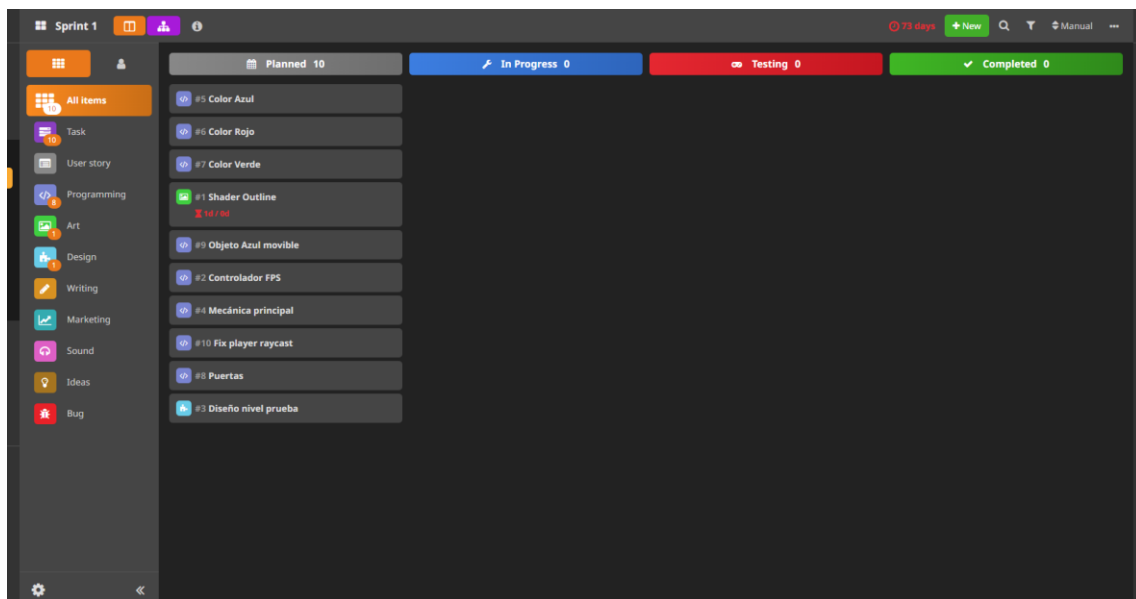 Sprint 1
73 days
+ New
Manual
All items
10
Task
10
User story
Programming
8
Art
1
Design
1
Writing
Marketing
Sound
Ideas
Bug
Planned 10
#5 Color Azul
#6 Color Rojo
#7 Color Verde
#1 Shader Outline
1d / 0d
#9 Objeto Azul movible
#2 Controlador FPS
#4 Mecánica principal
#10 Fix player raycast
#8 Puertas
#3 Diseño nivel prueba
In Progress 0
Testing 0
Completed 0